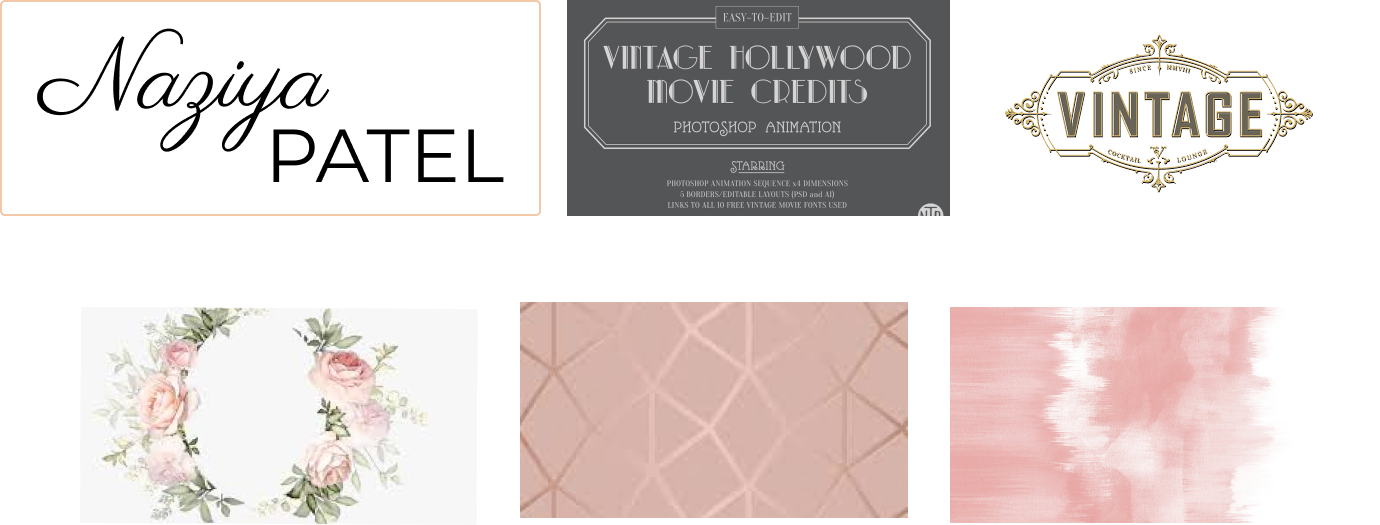 Naziya
PATEL
EASY-TO-EDIT
VINTAGE HOLLYWOOD
MOVIE CREDITS
PHOTOSHOP ANIMATION
STARRING
PHOTOSHOP ANIMATION SEQUENCE x4 DIMENSIONS
5 BORDERS/EDITABLE LAYOUTS (PSD and AI)
LINKS TO ALL 10 FREE VINTAGE MOVIE FONTS USED
SINCE MMVIII
VINTAGE
COCKTAIL LOUNGE